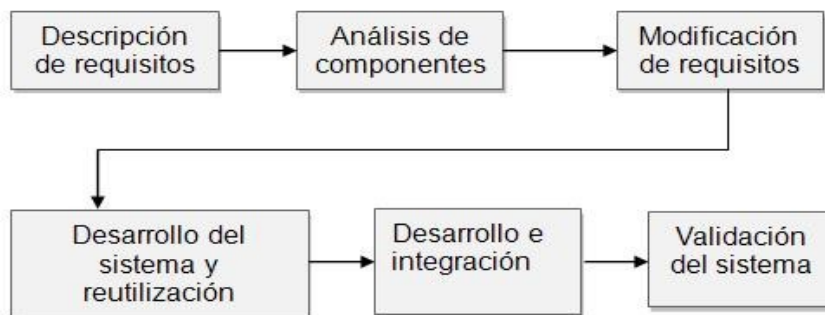 Descripción
de requisitos
Análisis de
componentes
Modificación
de requisitos
Desarrollo del
sistema y
reutilización
Desarrollo e
integración
Validación
del sistema